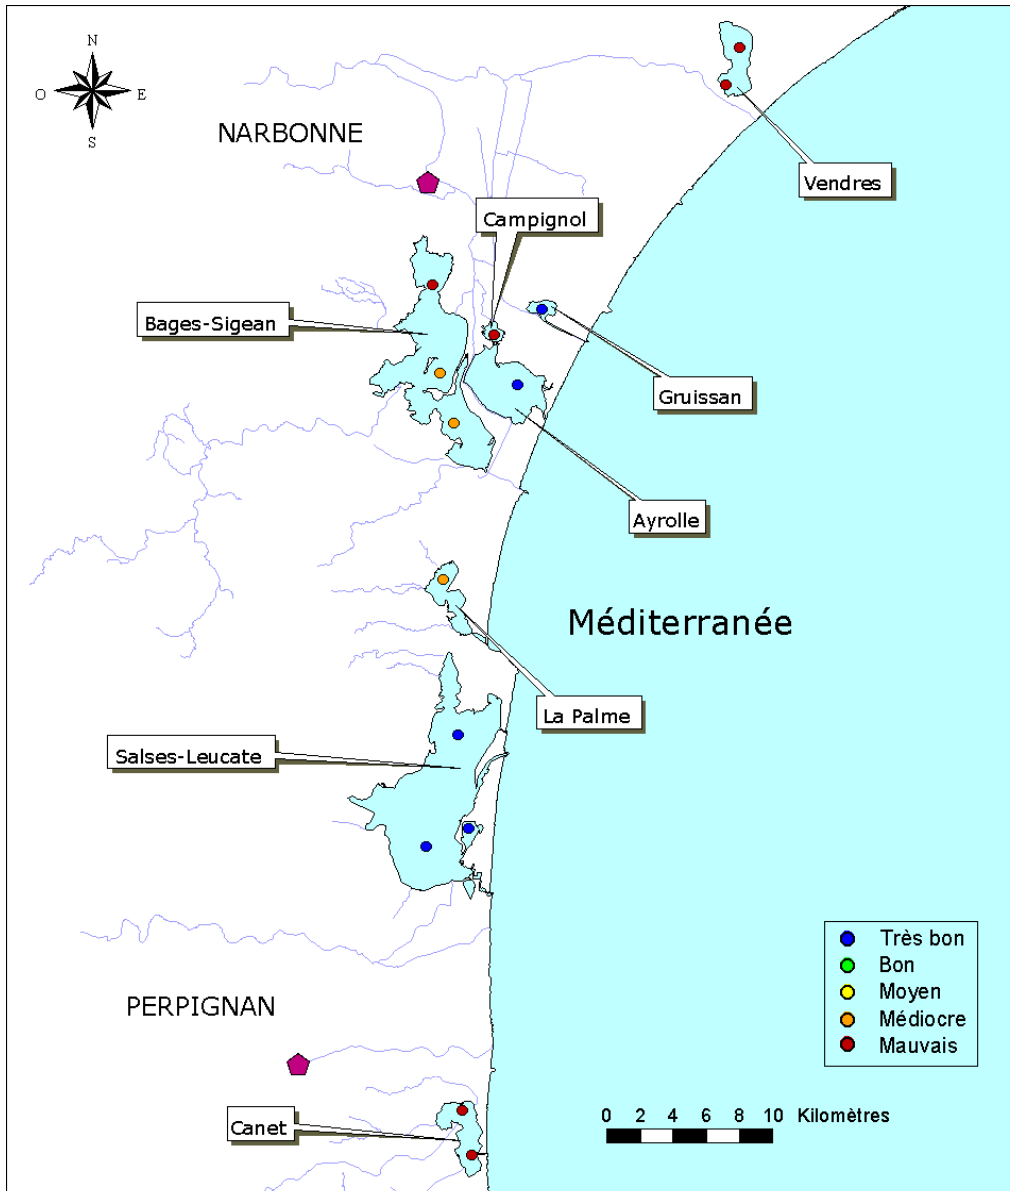 N
O
E
S
NARBONNE
Vendres
Campignol
Bages-Sigean
Gruissan
Ayrolle
Méditerranée
La Palme
Salses-Leucate
Très bon
Bon
Moyen
Médiocre
Mauvais
PERPIGNAN
Canet
0 2 4 6 8 10 Kilomètres